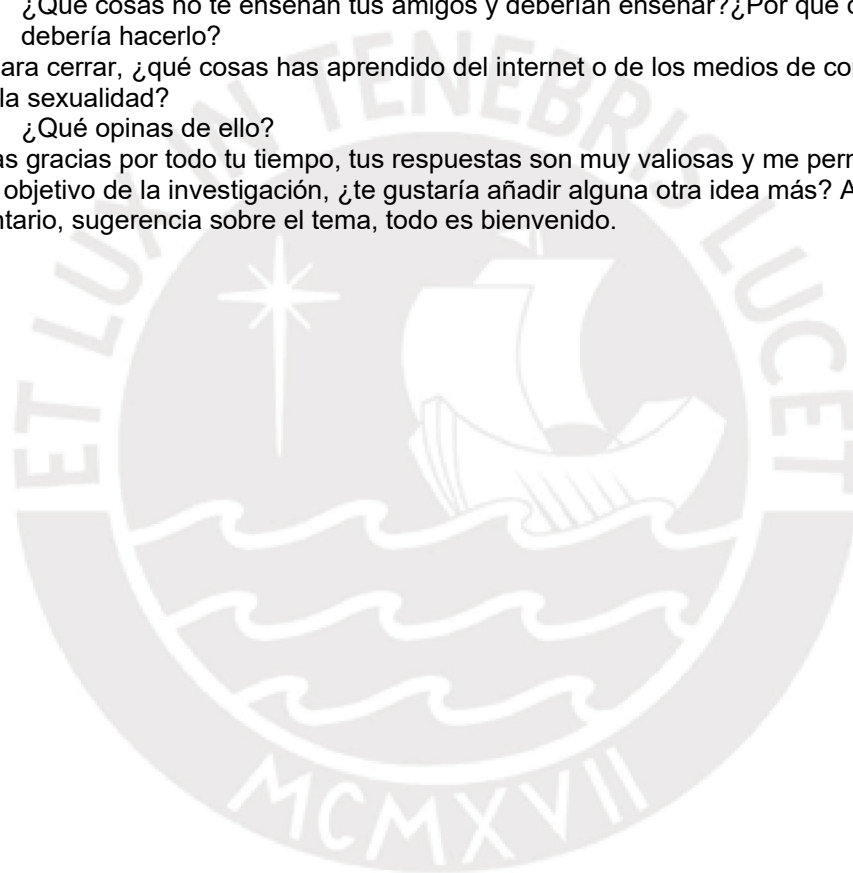 ¿Qué cosas no te enseñan tus amigos y deberían enseñar?¿Por qué
debería hacerlo?
ara cerrar, ¿qué cosas has aprendido del internet o de los medios de co
la sexualidad?
¿Qué opinas de ello?
as gracias por todo tu tiempo, tus respuestas son muy valiosas y me perm
objetivo de la investigación, ¿te gustaría añadir alguna otra idea más? A
ntario, sugerencia sobre el tema, todo es bienvenido.
ET LUX IN TENEBRIS LUCET
MCMXVII